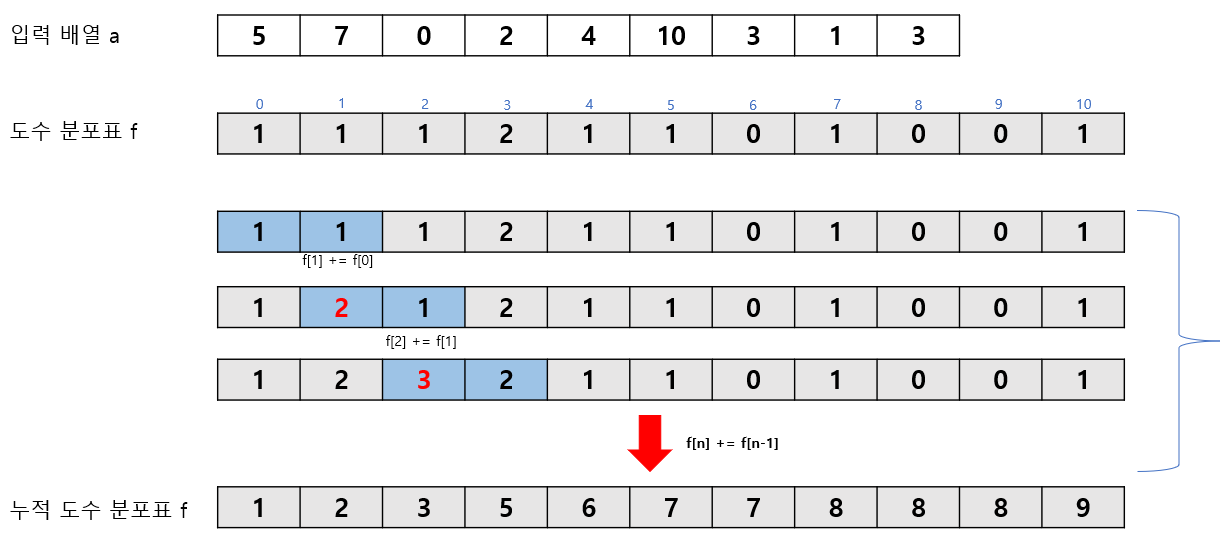 입력 배열 a 5 7 0 2 4 10 3 1 3
0 1 2 3 4 5 6 7 8 9 10
도수 분포표 f 1 1 1 2 1 1 0 1 0 0 1
1 1 1 2 1 1 0 1 0 0 1
f[1] += f[0]
1 2 1 2 1 1 0 1 0 0 1
f[2] += f[1]
1 2 3 2 1 1 0 1 0 0 1
f[n] += f[n-1]
누적 도수 분포표 f 1 2 3 5 6 7 7 8 8 8 9